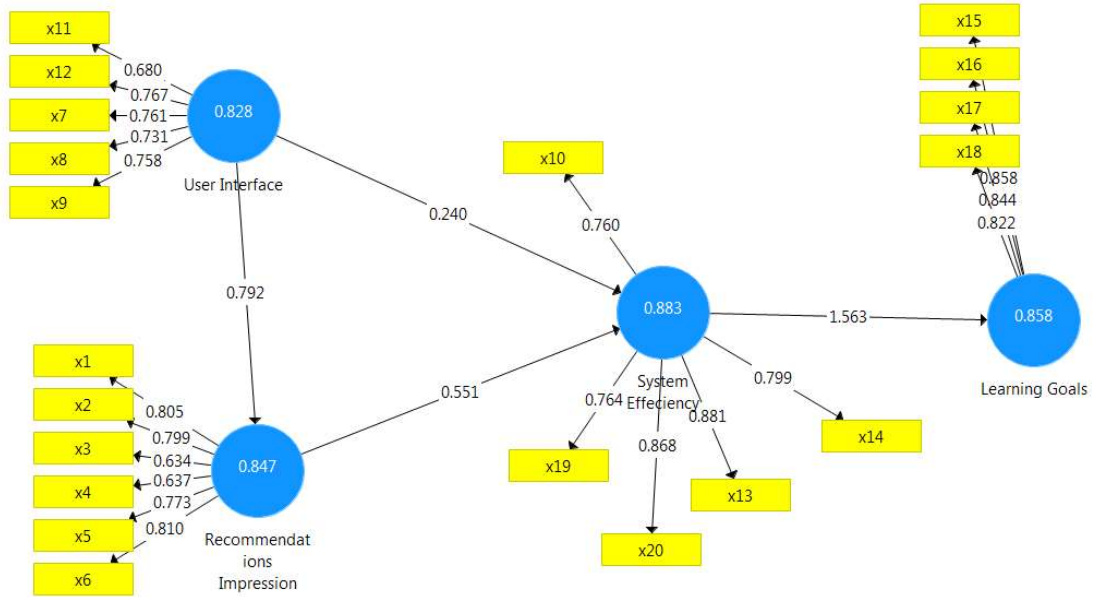 x11
x12
x7
x8
x9
0.680
0.767
0.761
0.731
0.758
0.828
User Interface
x15
x16
x17
x18
0.858
0.844
0.822
x10
0.760
0.240
0.792
0.883
System
Effeciency
1.563
0.858
Learning Goals
x1
x2
x3
x4
x5
x6
0.805
0.799
0.634
0.637
0.773
0.810
0.847
Recommendat
ions
Impression
0.551
0.764
0.868
0.881
0.799
x19
x20
x13
x14